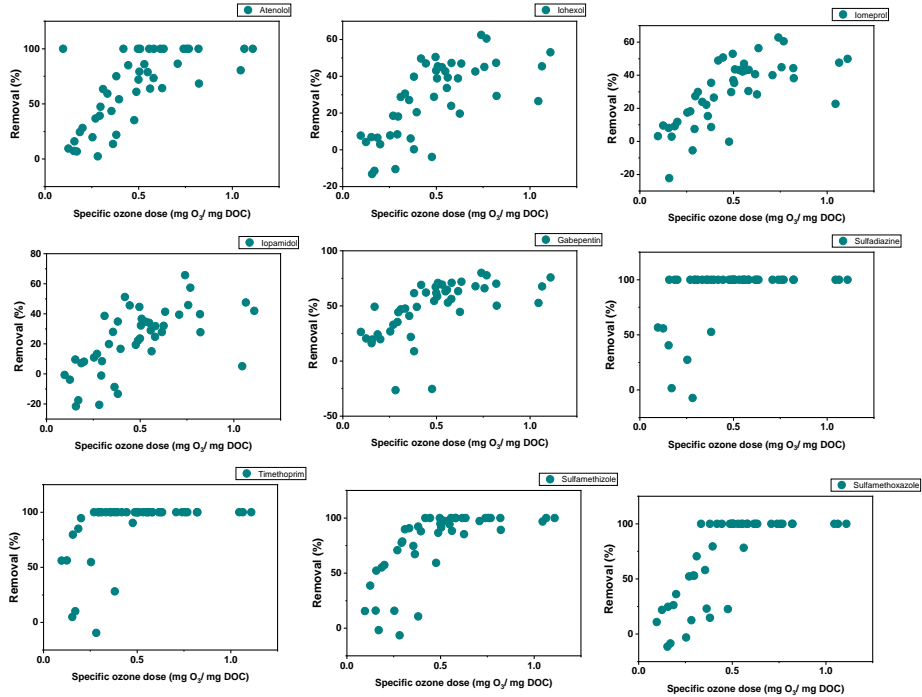 Atenolol
Removal (%)
100
50
0
0.0
0.5
1.0
Specific ozone dose (mg O3/ mg DOC)
Iohexol
Removal (%)
60
40
20
0
-20
0.0
0.5
1.0
Specific ozone dose (mg O3/ mg DOC)
Iomeprol
Removal (%)
60
40
20
0
-20
0.0
0.5
1.0
Specific ozone dose (mg O3/ mg DOC)
Iopamidol
Removal (%)
80
60
40
20
0
-20
0.0
0.5
1.0
Specific ozone dose (mg O3/ mg DOC)
Gabepentin
Removal (%)
100
50
0
-50
0.0
0.5
1.0
Specific ozone dose (mg O3/ mg DOC)
Sulfadiazine
Removal (%)
100
50
0
0.0
0.5
1.0
Specific ozone dose (mg O3/ mg DOC)
Timethoprim
Removal (%)
100
50
0
0.0
0.5
1.0
Specific ozone dose (mg O3/ mg DOC)
Sulfamethizole
Removal (%)
100
50
0
0.0
0.5
1.0
Specific ozone dose (mg O3/ mg DOC)
Sulfamethoxazole
Removal (%)
100
50
0
0.0
0.5
1.0
Specific ozone dose (mg O3/ mg DOC)